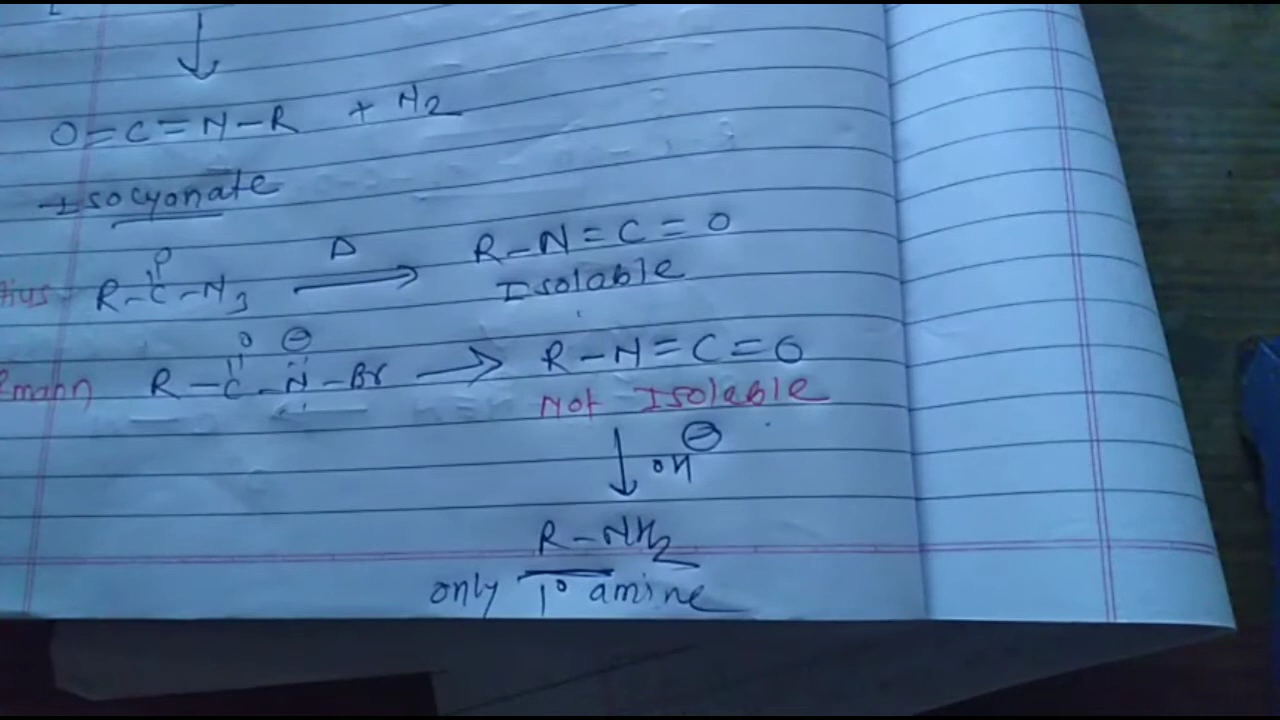 ↓
O=C=N-R + N2
Isocyanate
O
R-C-N3 Δ → R-N=C=O
Isolable
O ⊖
R-C-N̈-Br → R-N=C=O
Not Isolable
↓ OH⊖
R-NH2
only 1° amine